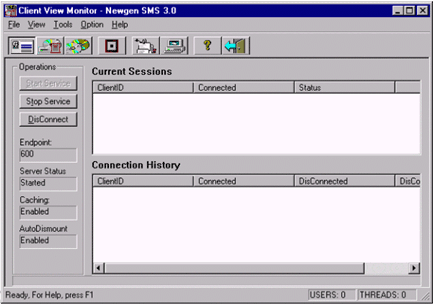 Client View Monitor - Newgen SMS 3.0
File View Tools Option Help
Operations
Start Service
Stop Service
DisConnect
Endpoint:
600
Server Status
Started
Caching:
Enabled
AutoDismount
Enabled
Current Sessions
ClientID Connected Status
Connection History
ClientID Connected DisConnected DisCo
Ready, For Help, press F1 USERS: 0 THREADS: 0